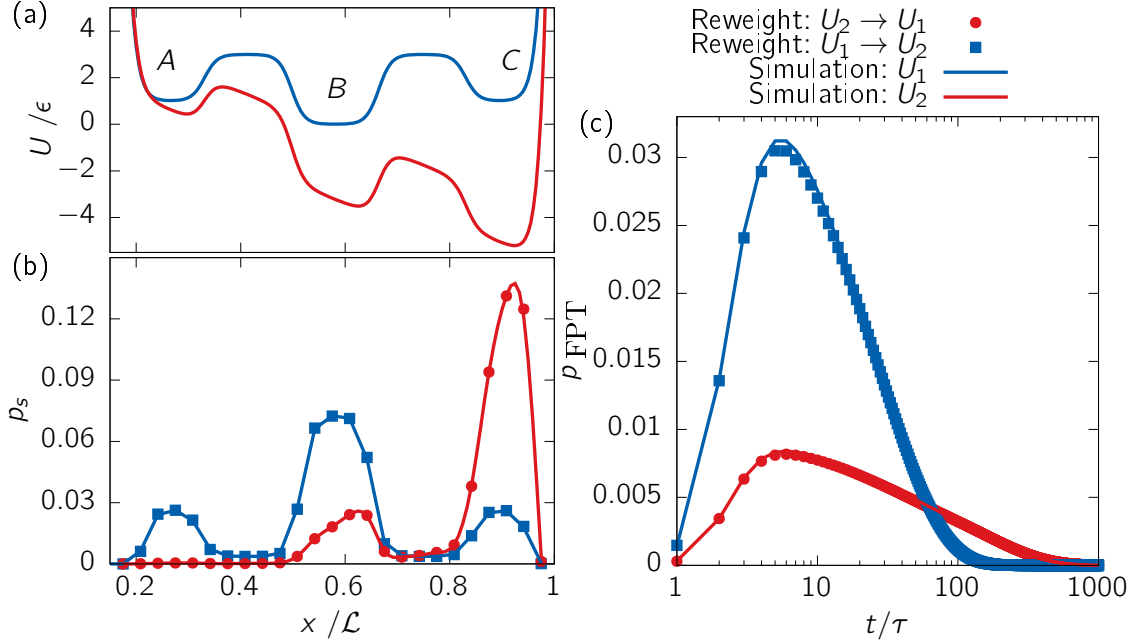 (a)
4
2
0
−2
−4
U /ϵ
A
B
C
(b)
0.12
0.09
0.06
0.03
0
pₛ
0.2
0.4
0.6
0.8
1
x /ℒ
Reweight: U₂ → U₁
Reweight: U₁ → U₂
Simulation: U₁
Simulation: U₂
(c)
0.03
0.025
0.02
0.015
0.01
0.005
0
p FPT
1
10
100
1000
t/τ